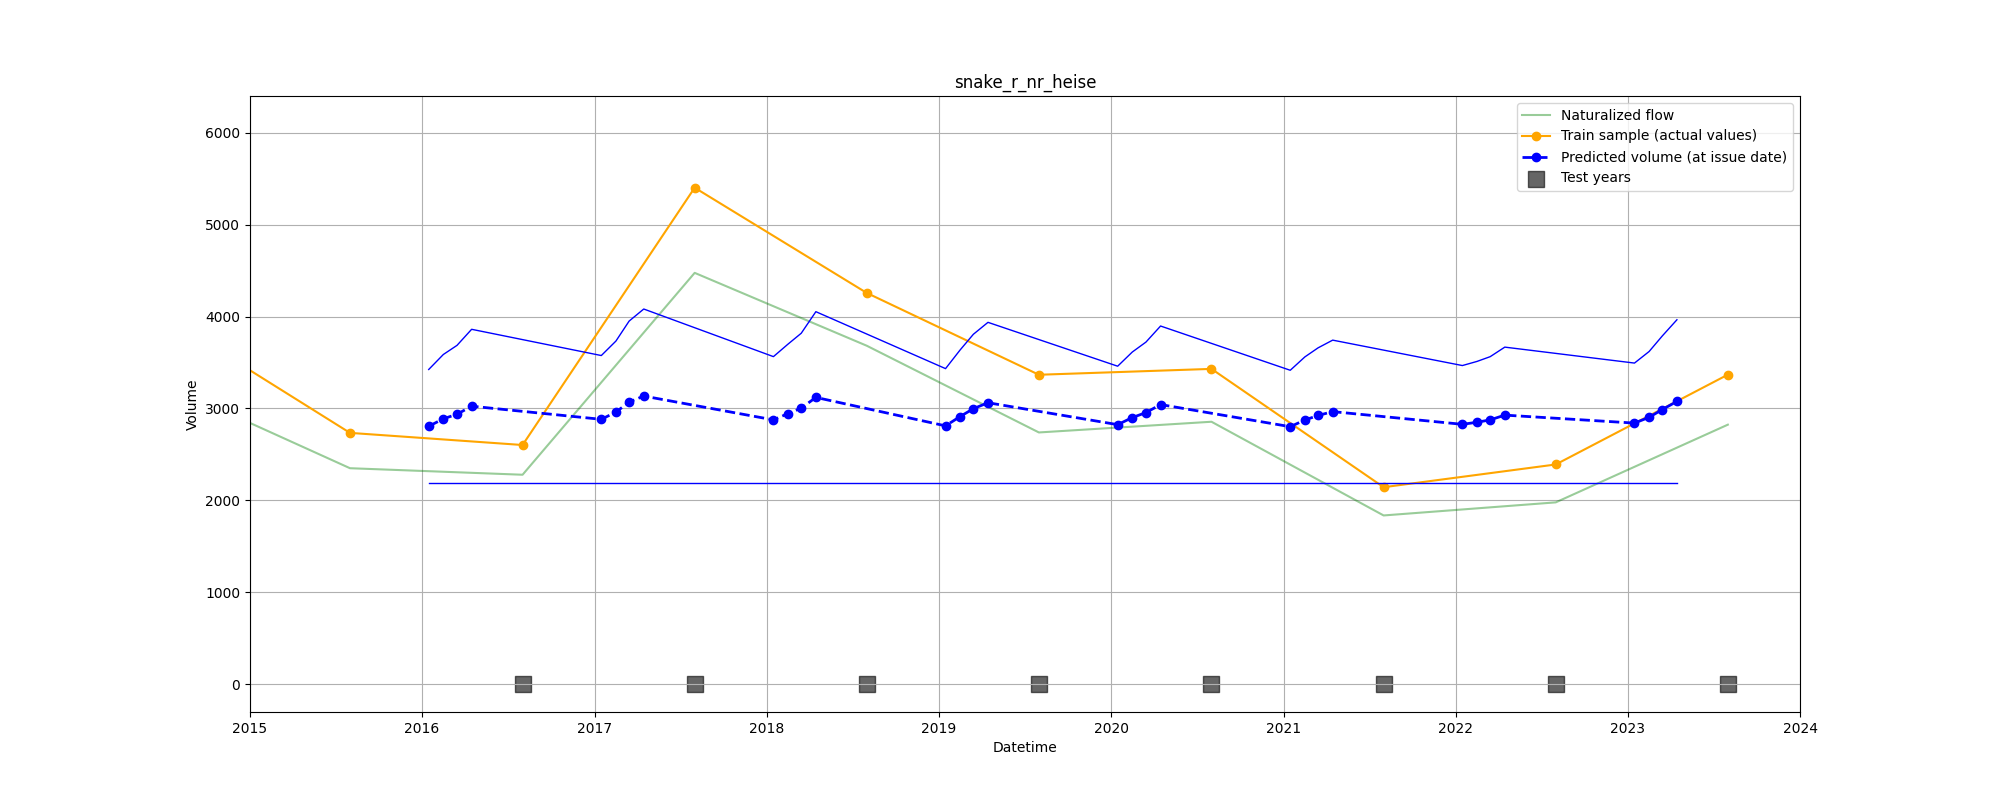 snake_r_nr_heise
Naturalized flow
Train sample (actual values)
Predicted volume (at issue date)
Test years
6000
5000
4000
3000
2000
1000
0
Volume
2015 2016 2017 2018 2019 2020 2021 2022 2023 2024
Datetime